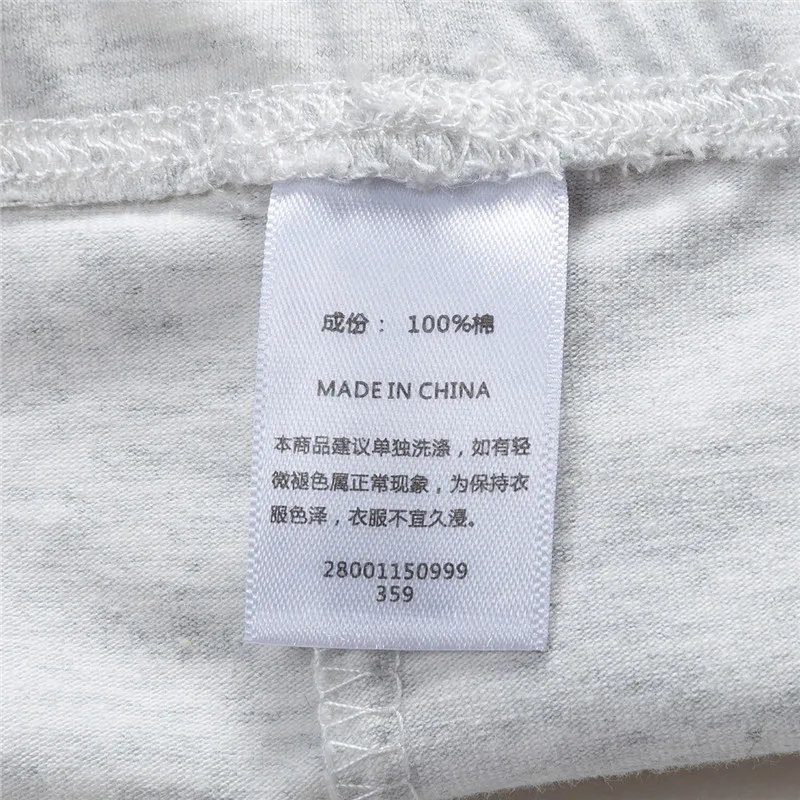 成份： 100%棉
MADE IN CHINA
本商品建议单独洗涤，如有轻
微褪色属正常现象，为保持衣
服色泽，衣服不宜久浸。
28001150999
359